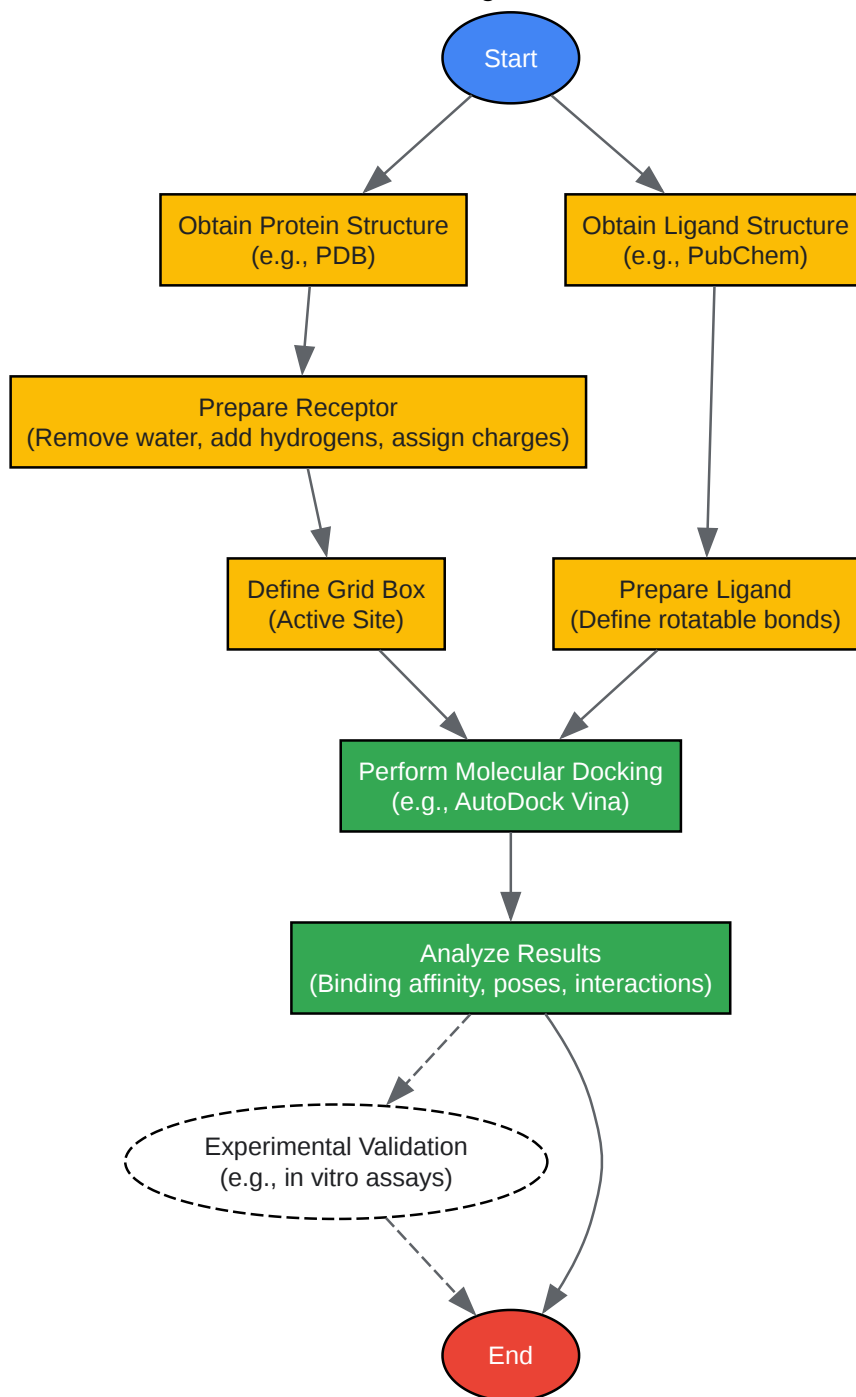 Start
Obtain Protein Structure
(e.g., PDB)
Obtain Ligand Structure
(e.g., PubChem)
Prepare Receptor
(Remove water, add hydrogens, assign charges)
Define Grid Box
(Active Site)
Prepare Ligand
(Define rotatable bonds)
Perform Molecular Docking
(e.g., AutoDock Vina)
Analyze Results
(Binding affinity, poses, interactions)
Experimental Validation
(e.g., in vitro assays)
End